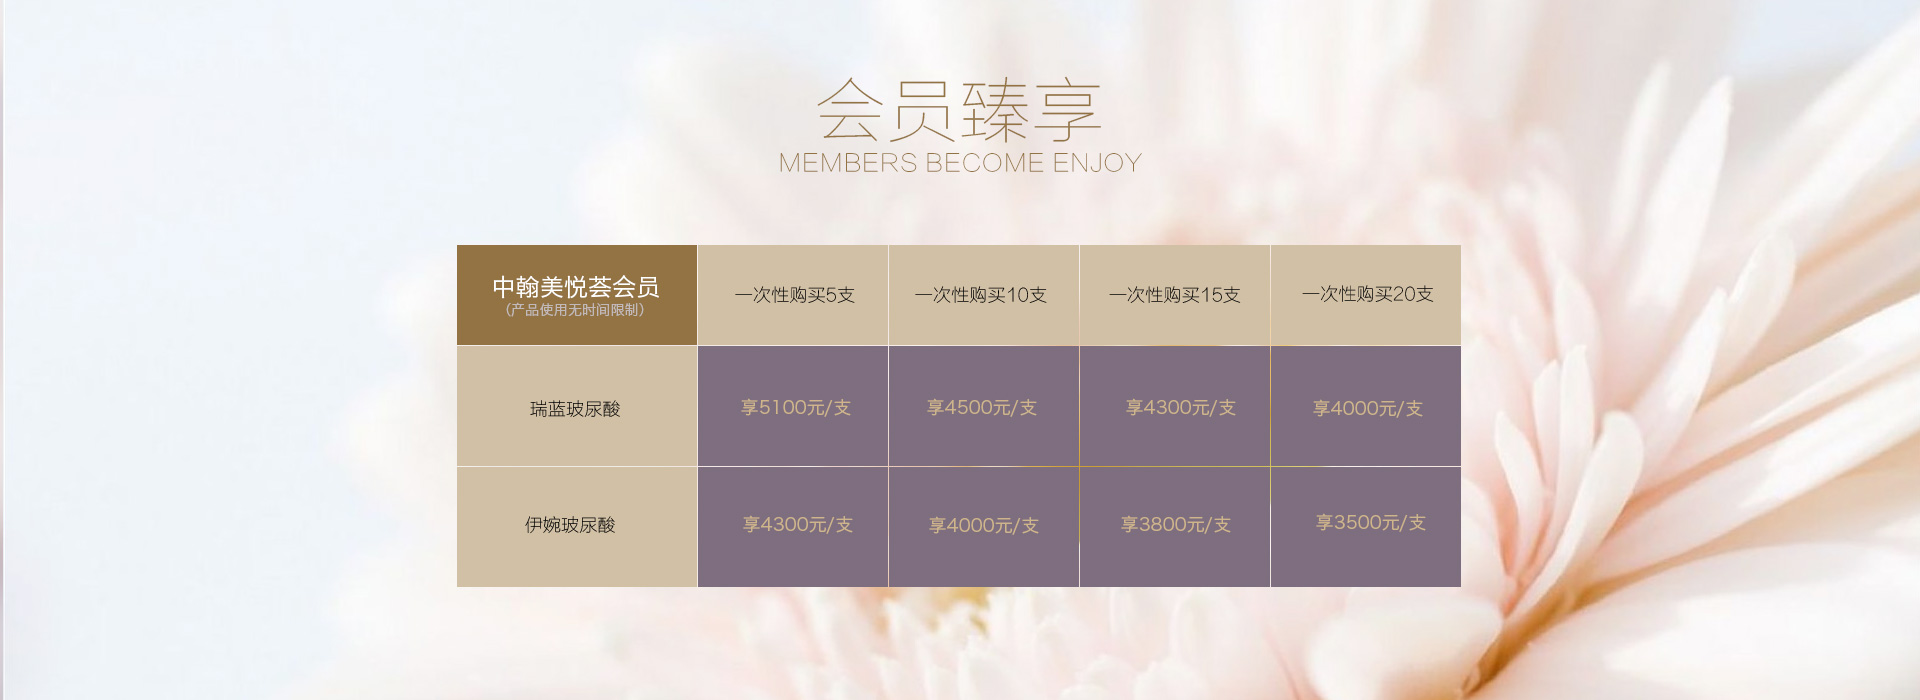 会员臻享
MEMBERS BECOME ENJOY
中翰美悦荟会员
（产品使用无时间限制）
一次性购买5支
一次性购买10支
一次性购买15支
一次性购买20支
瑞蓝玻尿酸
享5100元/支
享4500元/支
享4300元/支
享4000元/支
伊婉玻尿酸
享4300元/支
享4000元/支
享3800元/支
享3500元/支